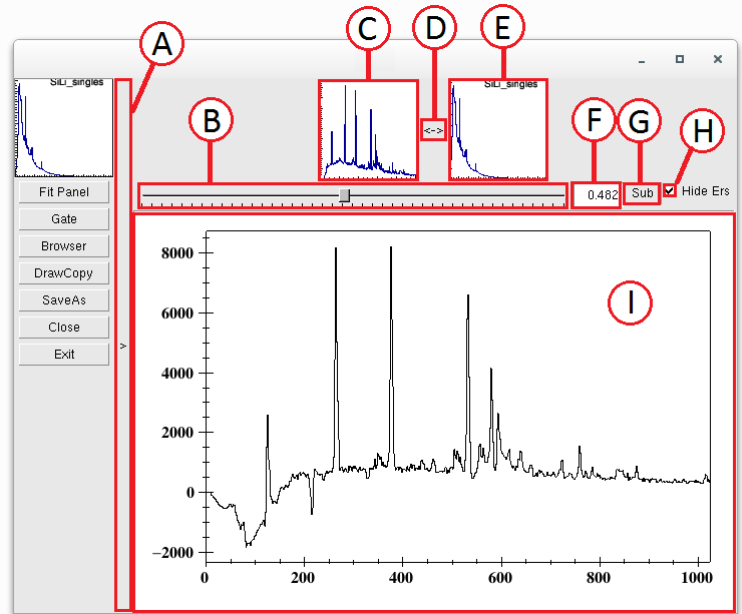 A
B
C
D
E
F
G
H
I
SiLi_singles
<->
SiLi_singles
0.482
Sub
Hide Ers
Fit Panel
Gate
Browser
DrawCopy
SaveAs
Close
Exit
>
8000
6000
4000
2000
0
−2000
0 200 400 600 800 1000